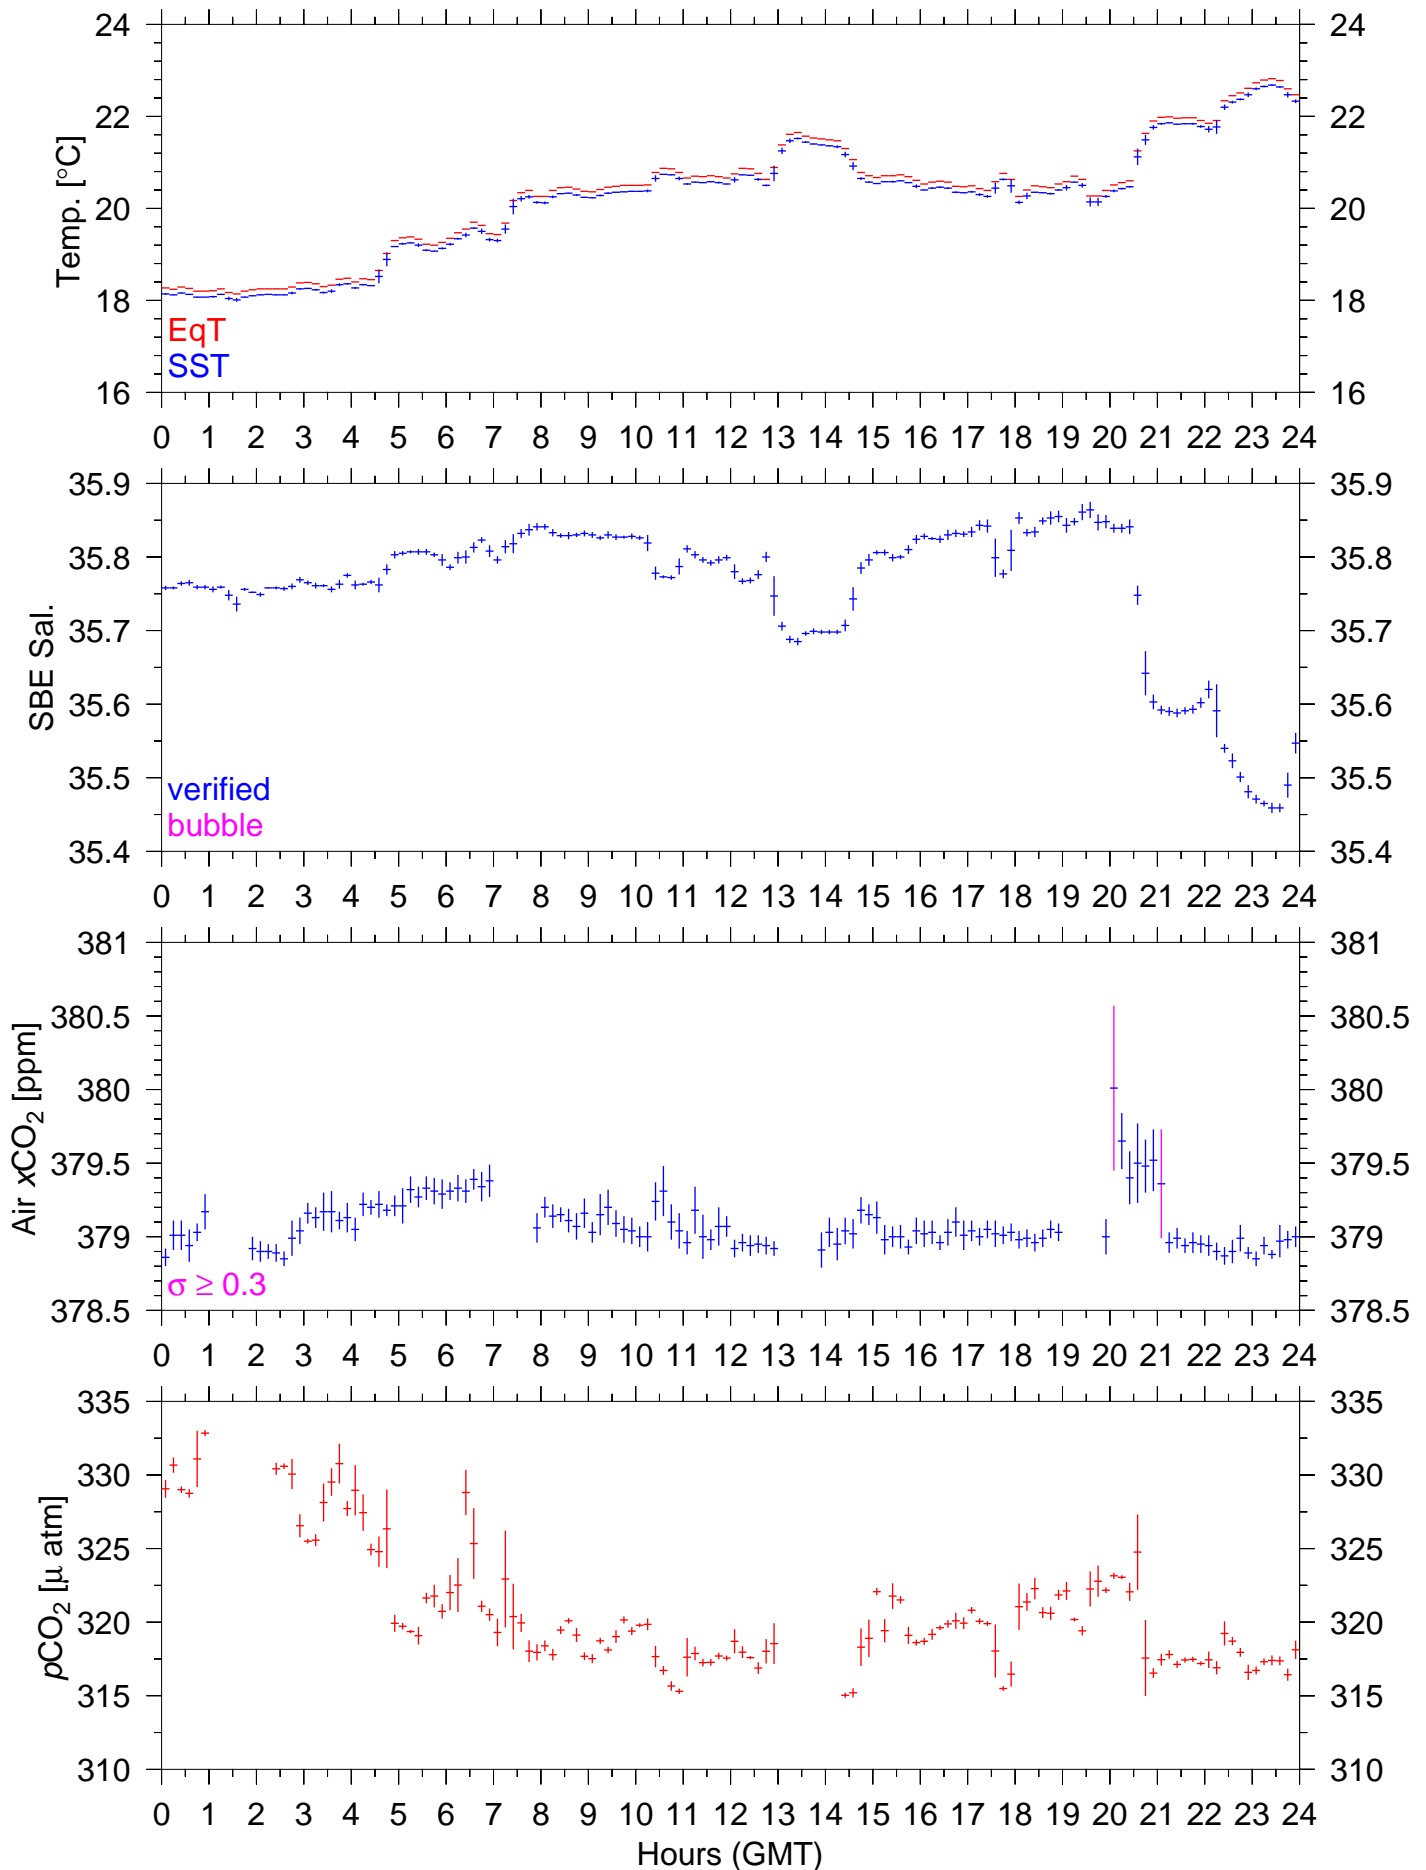 24 24
22 22
20 20
18 18
16 16
Temp. [°C]
EqT
SST
0 1 2 3 4 5 6 7 8 9 10 11 12 13 14 15 16 17 18 19 20 21 22 23 24
35.9 35.9
35.8 35.8
35.7 35.7
35.6 35.6
35.5 35.5
35.4 35.4
SBE Sal.
verified
bubble
0 1 2 3 4 5 6 7 8 9 10 11 12 13 14 15 16 17 18 19 20 21 22 23 24
381 381
380.5 380.5
380 380
379.5 379.5
379 379
378.5 378.5
Air xCO₂ [ppm]
σ ≥ 0.3
0 1 2 3 4 5 6 7 8 9 10 11 12 13 14 15 16 17 18 19 20 21 22 23 24
335 335
330 330
325 325
320 320
315 315
310 310
pCO₂ [μ atm]
0 1 2 3 4 5 6 7 8 9 10 11 12 13 14 15 16 17 18 19 20 21 22 23 24
Hours (GMT)